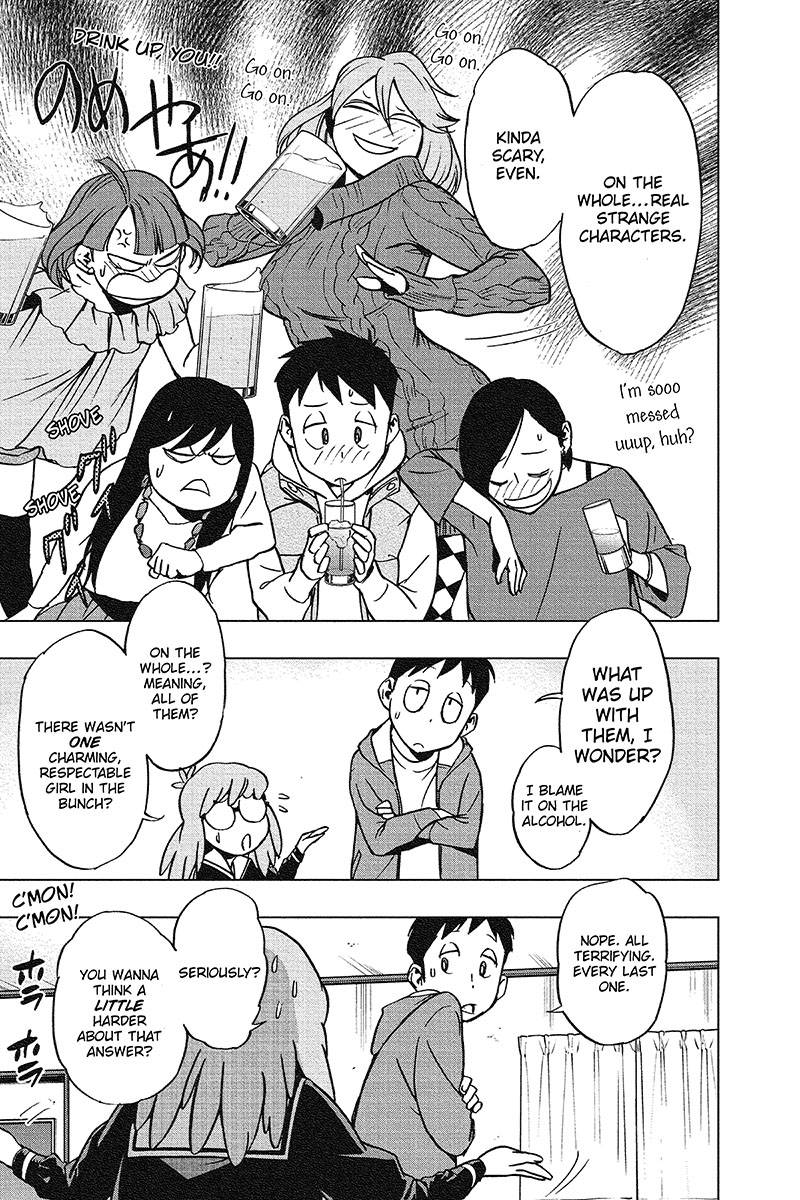 ON THE
WHOLE...REAL
STRANGE
CHARACTERS.
KINDA
SCARY,
EVEN.
Go on.
Go on.
Go on.
Go on.
DRINK UP, YOU!!
のめやあ!!
I'm sooo
messed
uuup, huh?
SHOVE
SHOVE
WHAT
WAS UP
WITH
THEM, I
WONDER?
I BLAME
IT ON THE
ALCOHOL.
ON THE
WHOLE...?
MEANING,
ALL OF
THEM?
THERE WASN'T
ONE
CHARMING,
RESPECTABLE
GIRL IN THE
BUNCH?
NOPE. ALL
TERRIFYING.
EVERY LAST
ONE.
SERIOUSLY?
YOU WANNA
THINK A
LITTLE
HARDER
ABOUT THAT
ANSWER?
C'MON!
C'MON!
ホラ
ホラ